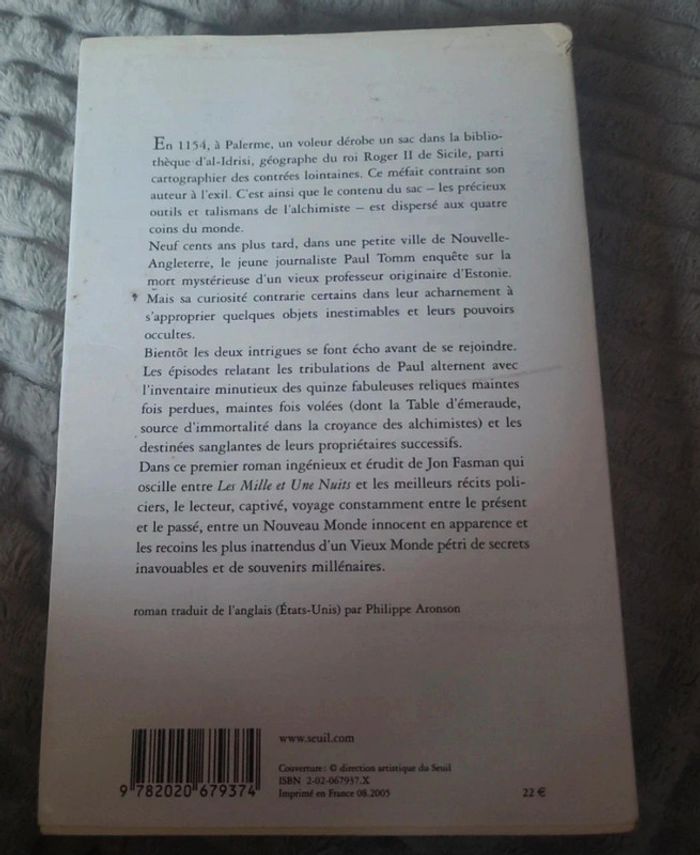 En 1154, à Palerme, un voleur dérobe un sac dans la biblio-
thèque d'al-Idrisi, géographe du roi Roger II de Sicile, parti
cartographier des contrées lointaines. Ce méfait contraint son
auteur à l'exil. C'est ainsi que le contenu du sac – les précieux
outils et talismans de l'alchimiste – est dispersé aux quatre
coins du monde.
Neuf cents ans plus tard, dans une petite ville de Nouvelle-
Angleterre, le jeune journaliste Paul Tomm enquête sur la
mort mystérieuse d'un vieux professeur originaire d'Estonie.
Mais sa curiosité contrarie certains dans leur acharnement à
s'approprier quelques objets inestimables et leurs pouvoirs
occultes.
Bientôt les deux intrigues se font écho avant de se rejoindre.
Les épisodes relatant les tribulations de Paul alternent avec
l'inventaire minutieux des quinze fabuleuses reliques maintes
fois perdues, maintes fois volées (dont la Table d'émeraude,
source d'immortalité dans la croyance des alchimistes) et les
destinées sanglantes de leurs propriétaires successifs.
Dans ce premier roman ingénieux et érudit de Jon Fasman qui
oscille entre Les Mille et Une Nuits et les meilleurs récits poli-
ciers, le lecteur, captivé, voyage constamment entre le présent
et le passé, entre un Nouveau Monde innocent en apparence et
les recoins les plus inattendus d'un Vieux Monde pétri de secrets
inavouables et de souvenirs millénaires.
roman traduit de l'anglais (États-Unis) par Philippe Aronson
www.seuil.com
Couverture : © direction artistique du Seuil
ISBN 2-02-067937.X
Imprimé en France 08.2005
22 €
9 782020 679374